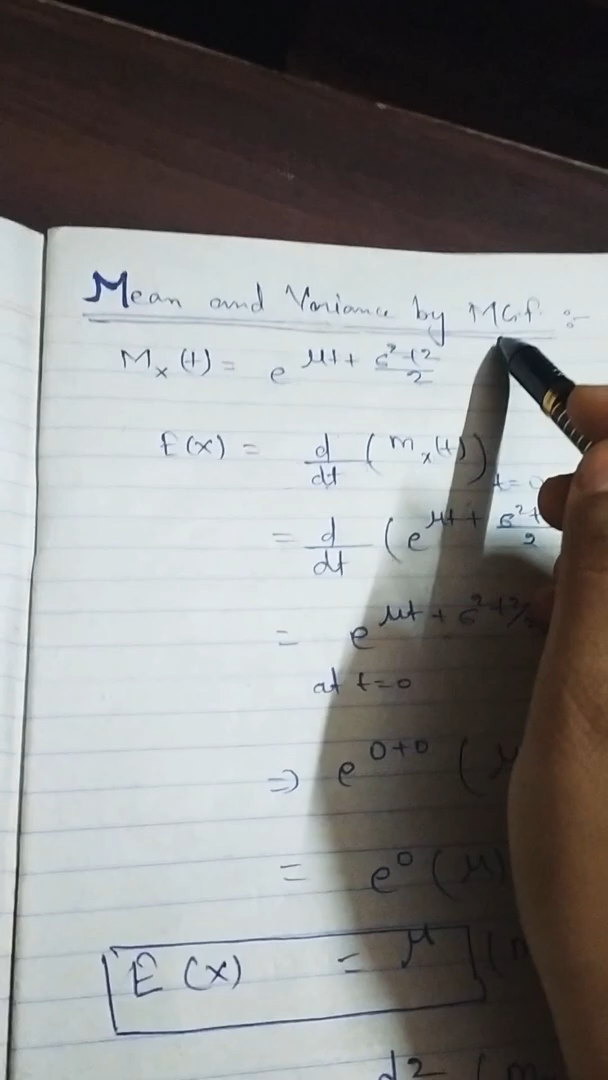 Mean and Variance by MGF :-
Mx(t) = e^μt + σ²t²/2
E(x) = d/dt (mx(t)) t=0
= d/dt (e^μt + σ²t/2
= e^μt + σ²t²/
at t=0
⇒ e^0+0 (μ
= e^0 (μ)
E(x) = μ (m
d2 (m